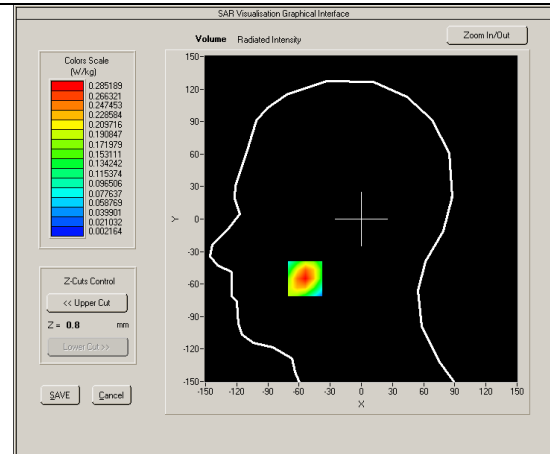 SAR Visualisation Graphical Interface
Volume Radiated Intensity
Zoom In/Out
Colors Scale
(W/kg)
0.285189
0.266321
0.247453
0.228584
0.209716
0.190847
0.171979
0.153111
0.134242
0.115374
0.096506
0.077637
0.058769
0.039901
0.021032
0.002164
Z-Cuts Control
<< Upper Cut
Z = 0.8 mm
Lower Cut >>
SAVE Cancel
150
120
90
60
30
Y 0
-30
-60
-90
-120
-150
-150 -120 -90 -60 -30 0 30 60 90 120 150
X